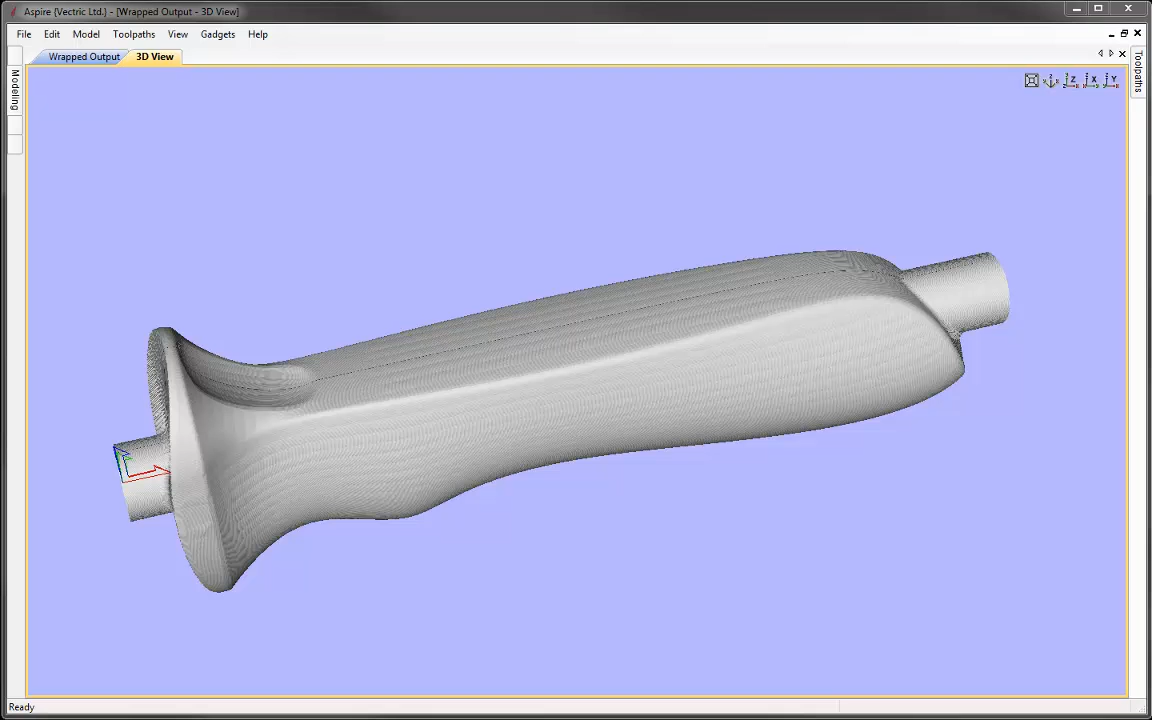 Aspire {Vectric Ltd.} - [Wrapped Output - 3D View]
File Edit Model Toolpaths View Gadgets Help
Wrapped Output 3D View
Modeling
Toolpaths
Z X Y
Ready